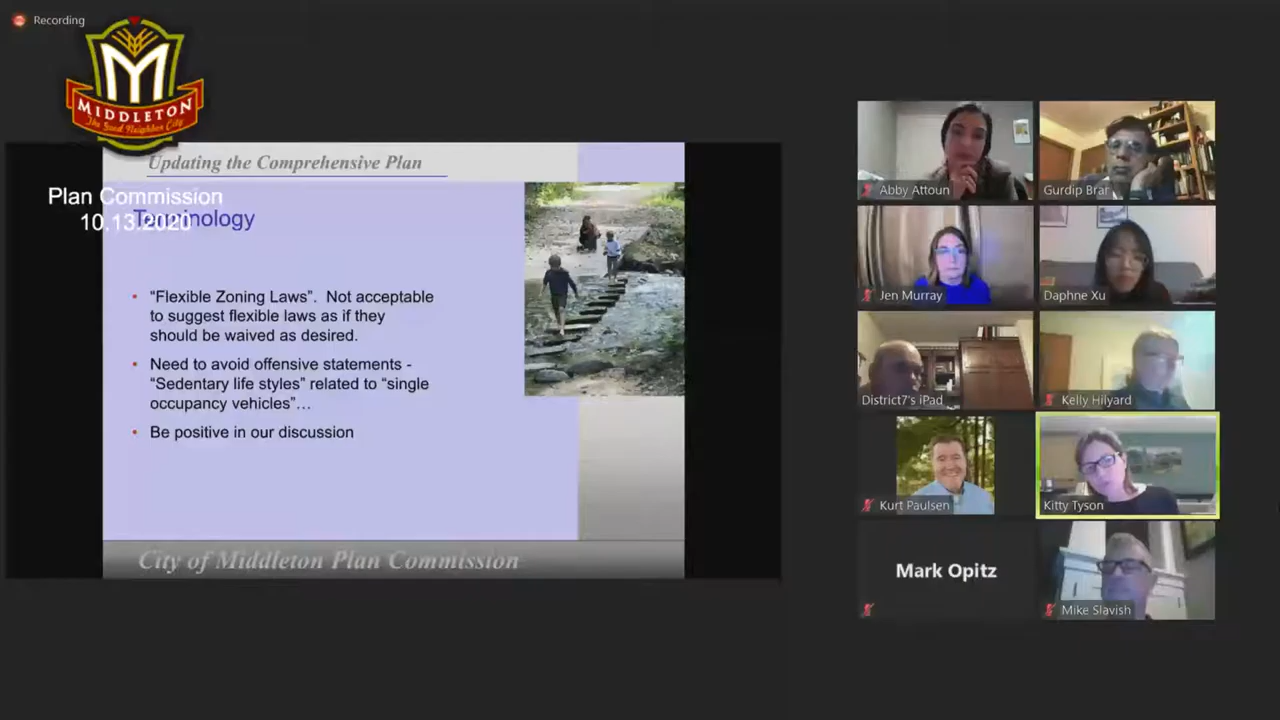 Recording
MIDDLETON
The Good Neighbor City
Updating the Comprehensive Plan
Plan Commission
10.13.2020
Terminology
• “Flexible Zoning Laws”. Not acceptable
to suggest flexible laws as if they
should be waived as desired.
• Need to avoid offensive statements -
“Sedentary life styles” related to “single
occupancy vehicles”…
• Be positive in our discussion
City of Middleton Plan Commission
Abby Attoun
Gurdip Brar
Jen Murray
Daphne Xu
District7's iPad
Kelly Hilyard
Kurt Paulsen
Kitty Tyson
Mark Opitz
Mike Slavish